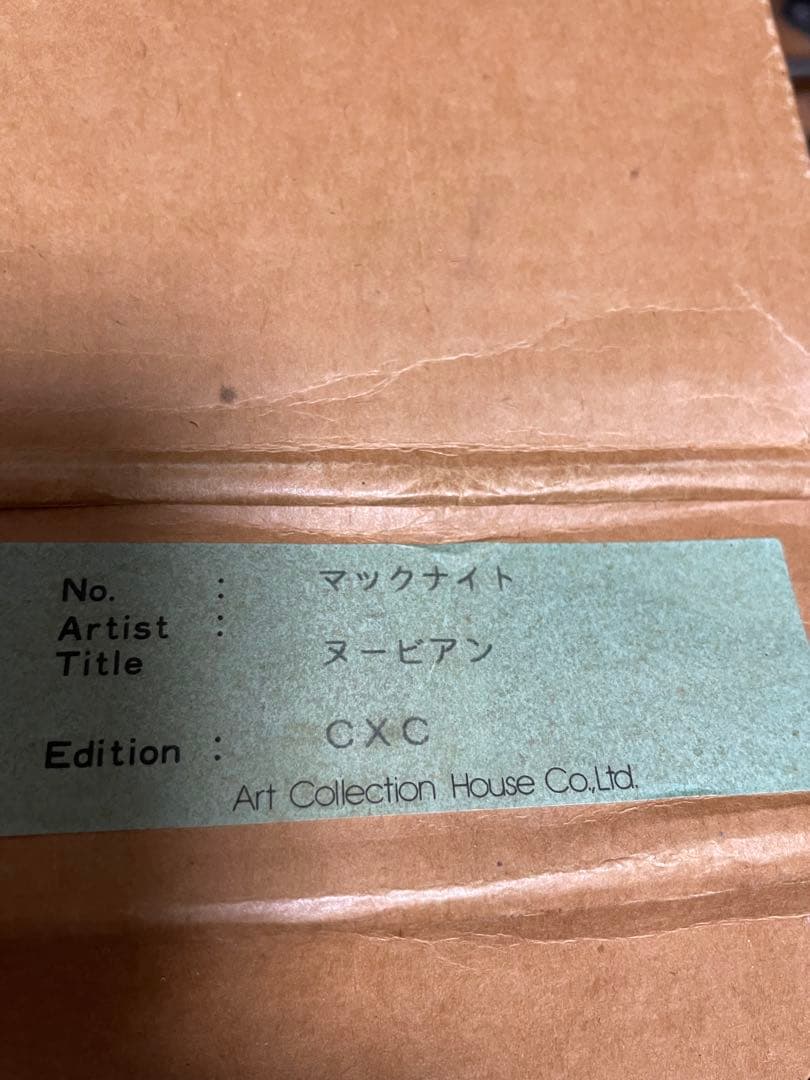 No. : マックナイト
Artist :
Title ヌービアン
Edition : CXC
Art Collection House Co.,Ltd.